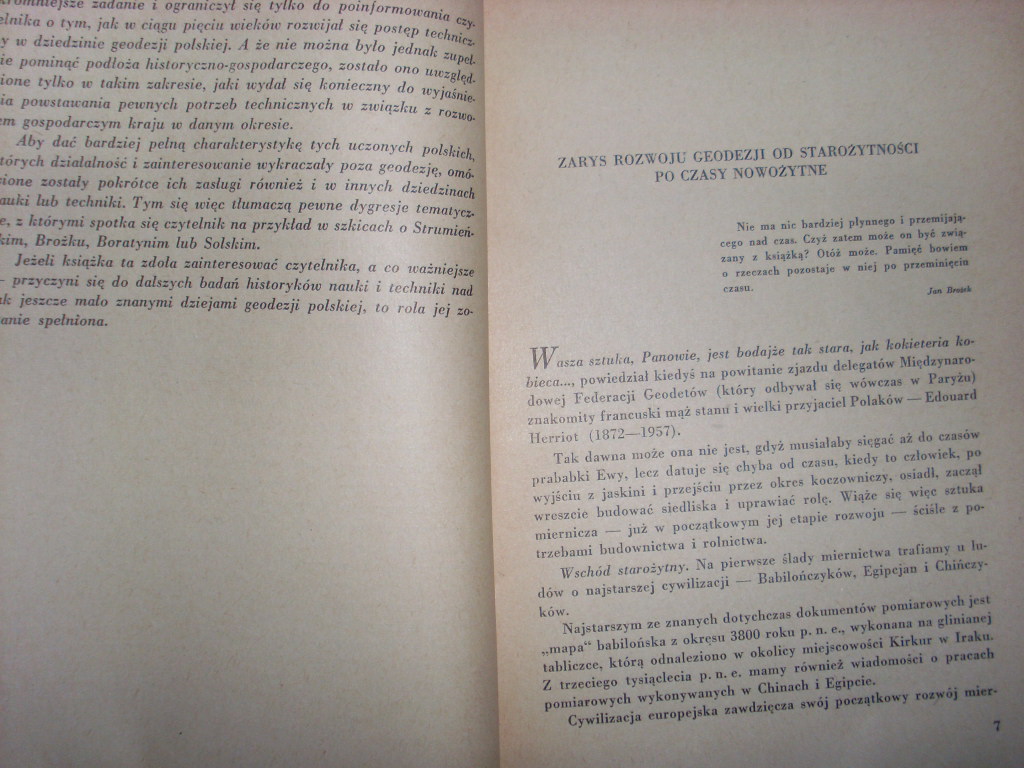 zadanie i ograniczył się tylko do poinformowania czy-
o tym, jak w ciągu pięciu wieków rozwijał się postęp technicz-
y w dziedzinie geodezji polskiej. A że nie można było jednak zupeł-
ie pominąć podłoża historyczno-gospodarczego, zostało ono uwzględ-
ione tylko w takim zakresie, jaki wydał się konieczny do wyjaśnie-
ia powstawania pewnych potrzeb technicznych w związku z rozwo-
em gospodarczym kraju w danym okresie.
Aby dać bardziej pełną charakterystykę tych uczonych polskich,
tórych działalność i zainteresowanie wykraczały poza geodezję, omó-
ione zostały pokrótce ich zasługi również i w innych dziedzinach
auki lub techniki. Tym się więc tłumaczą pewne dygresje tematycz-
e, z którymi spotka się czytelnik na przykład w szkicach o Strumień-
kim, Brożku, Boratynim lub Solskim.
Jeżeli książka ta zdoła zainteresować czytelnika, a co ważniejsze
— przyczyni się do dalszych badań historyków nauki i techniki nad
ak jeszcze mało znanymi dziejami geodezji polskiej, to rola jej zo-
anie spełniona.
ZARYS ROZWOJU GEODEZJI OD STAROŻYTNOŚCI
PO CZASY NOWOŻYTNE
Nie ma nic bardziej płynnego i przemijają-
cego nad czas. Czyż zatem może on być zwią-
zany z książką? Otóż może. Pamięć bowiem
o rzeczach pozostaje w niej po przeminięciu
czasu.
Jan Brożek
Wasza sztuka, Panowie, jest bodajże tak stara, jak kokieteria ko-
bieca..., powiedział kiedyś na powitanie zjazdu delegatów Międzynaro-
dowej Federacji Geodetów (który odbywał się wówczas w Paryżu)
znakomity francuski mąż stanu i wielki przyjaciel Polaków — Edouard
Herriot (1872—1957).
Tak dawna może ona nie jest, gdyż musiałaby sięgać aż do czasów
prababki Ewy, lecz datuje się chyba od czasu, kiedy to człowiek, po
wyjściu z jaskini i przejściu przez okres koczowniczy, osiadł, zaczął
wreszcie budować siedliska i uprawiać rolę. Wiąże się więc sztuka
miernicza — już w początkowym jej etapie rozwoju — ściśle z po-
trzebami budownictwa i rolnictwa.
Wschód starożytny. Na pierwsze ślady miernictwa trafiamy u lu-
dów o najstarszej cywilizacji — Babilończyków, Egipcjan i Chińczy-
ków.
Najstarszym ze znanych dotychczas dokumentów pomiarowych jest
„mapa“ babilońska z okresu 3800 roku p. n. e., wykonana na glinianej
tabliczce, którą odnaleziono w okolicy miejscowości Kirkur w Iraku.
Z trzeciego tysiąclecia p. n. e. mamy również wiadomości o pracach
pomiarowych wykonywanych w Chinach i Egipcie.
Cywilizacja europejska zawdzięcza swój początkowy rozwój mier-
7